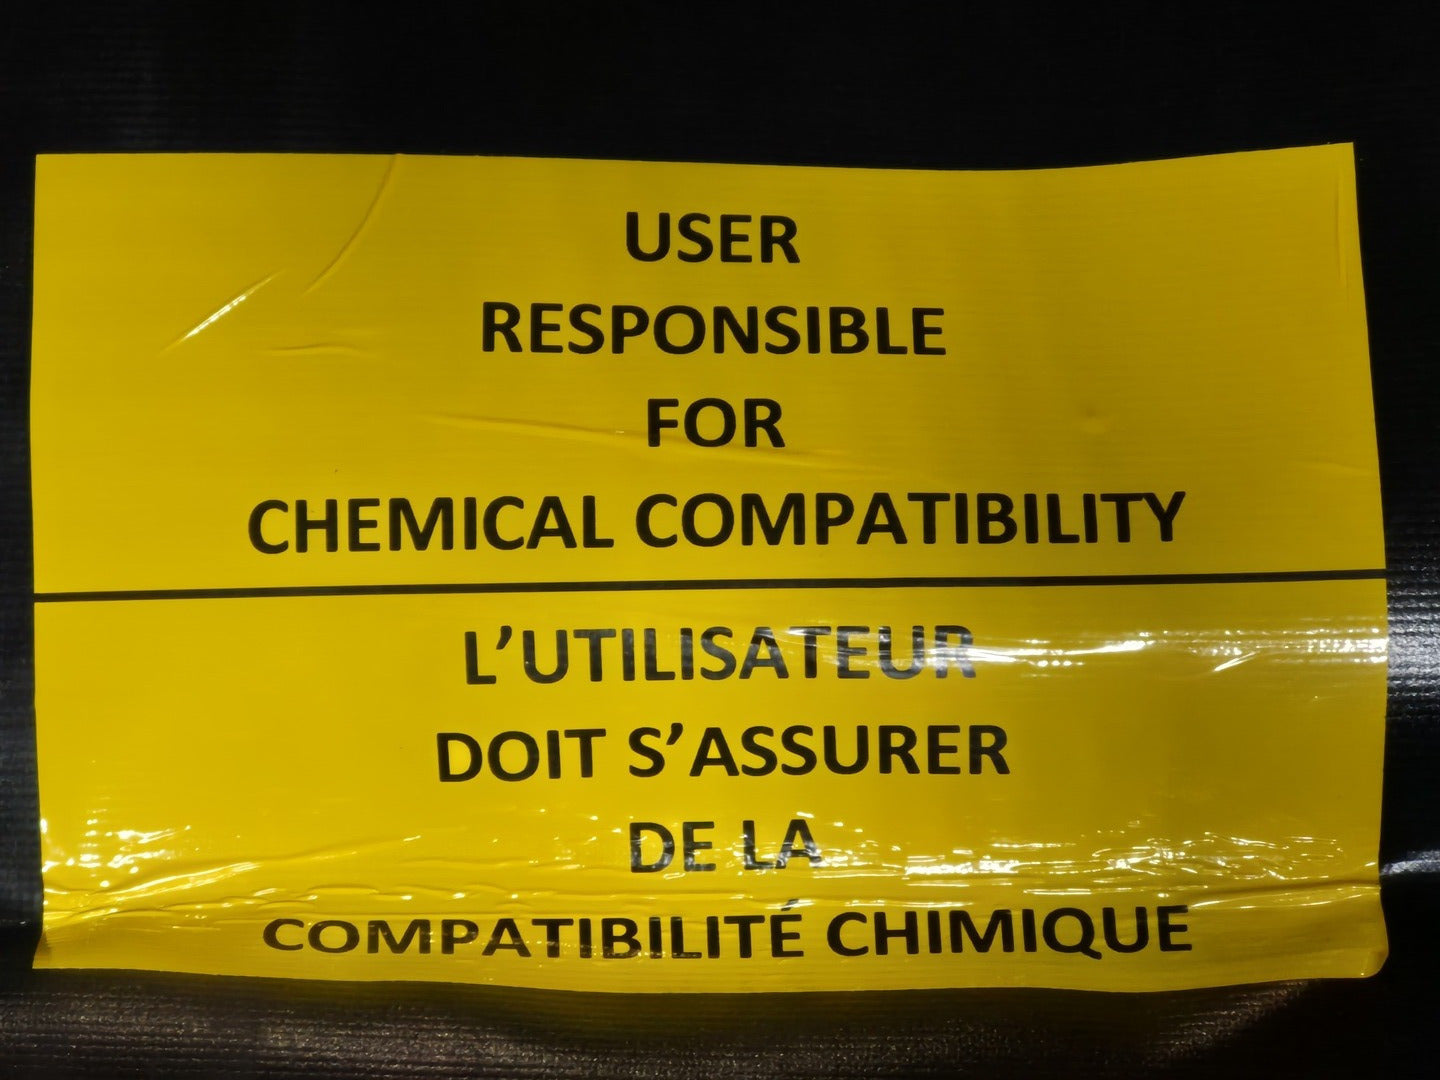 USER
RESPONSIBLE
FOR
CHEMICAL COMPATIBILITY
L’UTILISATEUR
DOIT S’ASSURER
DE LA
COMPATIBILITÉ CHIMIQUE